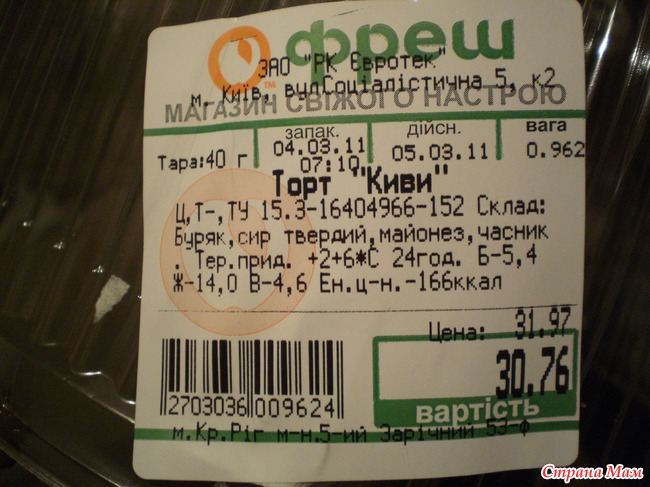 фреш
ЗАО "РК Євротек"
™
м. Київ, вулСоціалістична 5, к2
МАГАЗИН СВІЖОГО НАСТРОЮ
запак. дійсн. вага
Тара:40 г 04.03.11 07:10 05.03.11 0.962
Торт "Киви"
Ц,Т-,ТУ 15.3-16404966-152 Склад:
Буряк,сир твердий,майонез,часник
. Тер.прид. +2+6*С 24год. Б-5,4
Ж-14,0 В-4,6 Ен.ц-н.-166ккал
Цена: 31.97
30.76
2703036 009624
вартість
м.Кр.Ріг м-н.5-ий Зарічний 53-ф
Страна Мам